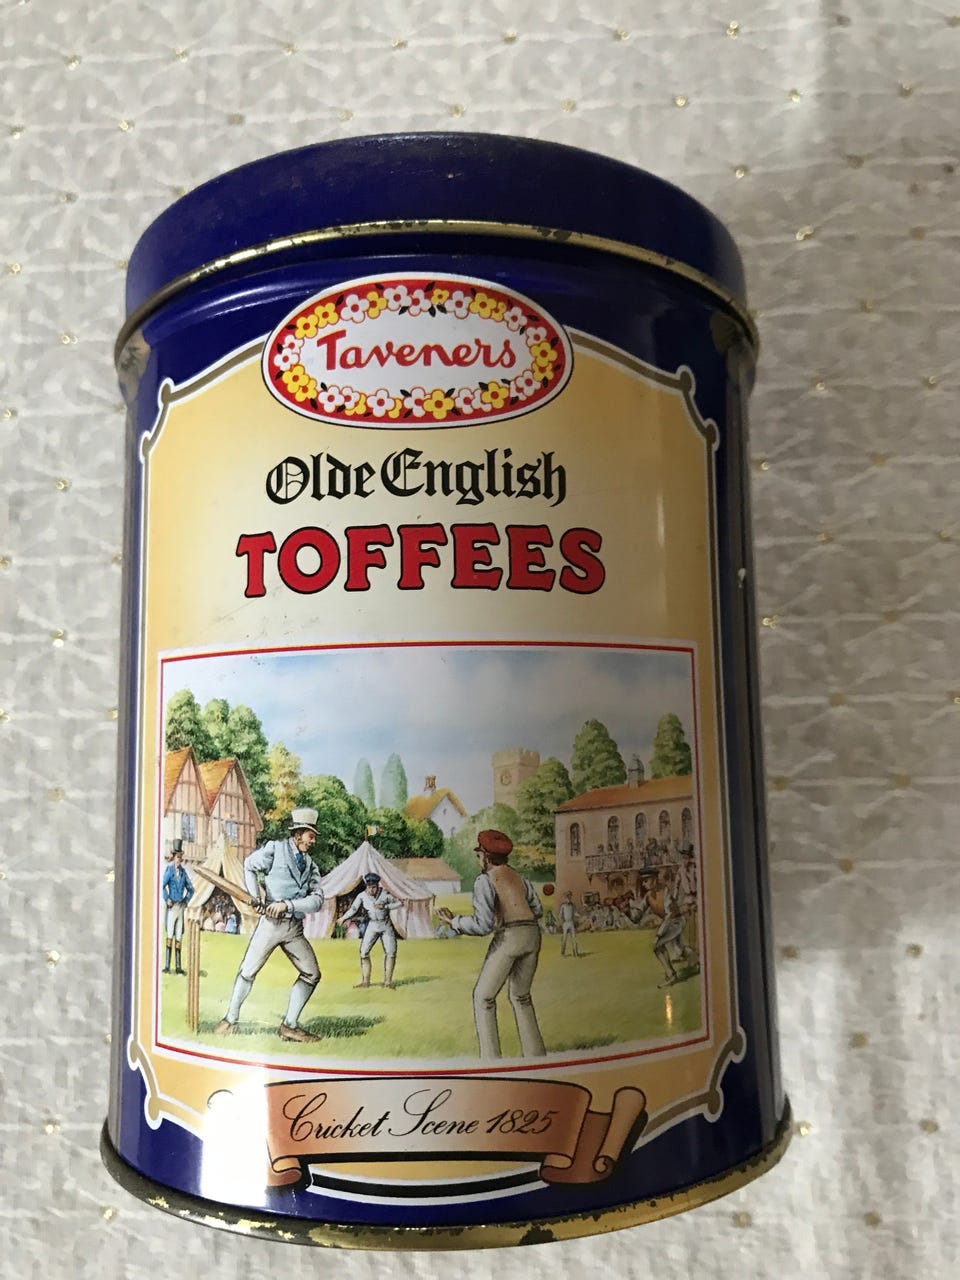 Taveners
Olde English
TOFFEES
Cricket Scene 1825